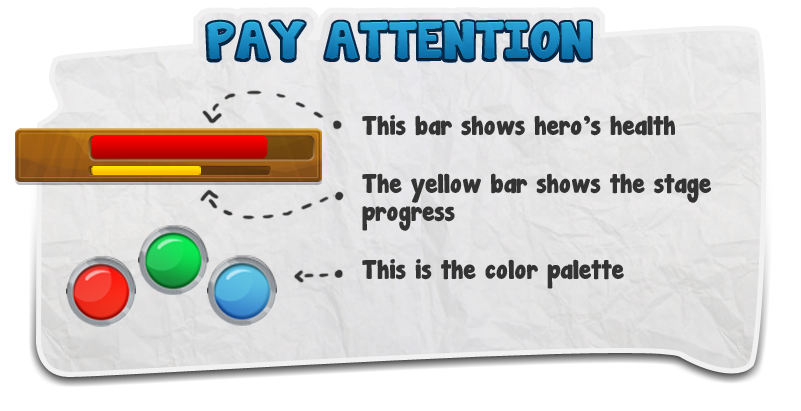 PAY ATTENTION
This bar shows hero's health
The yellow bar shows the stage
progress
This is the color palette